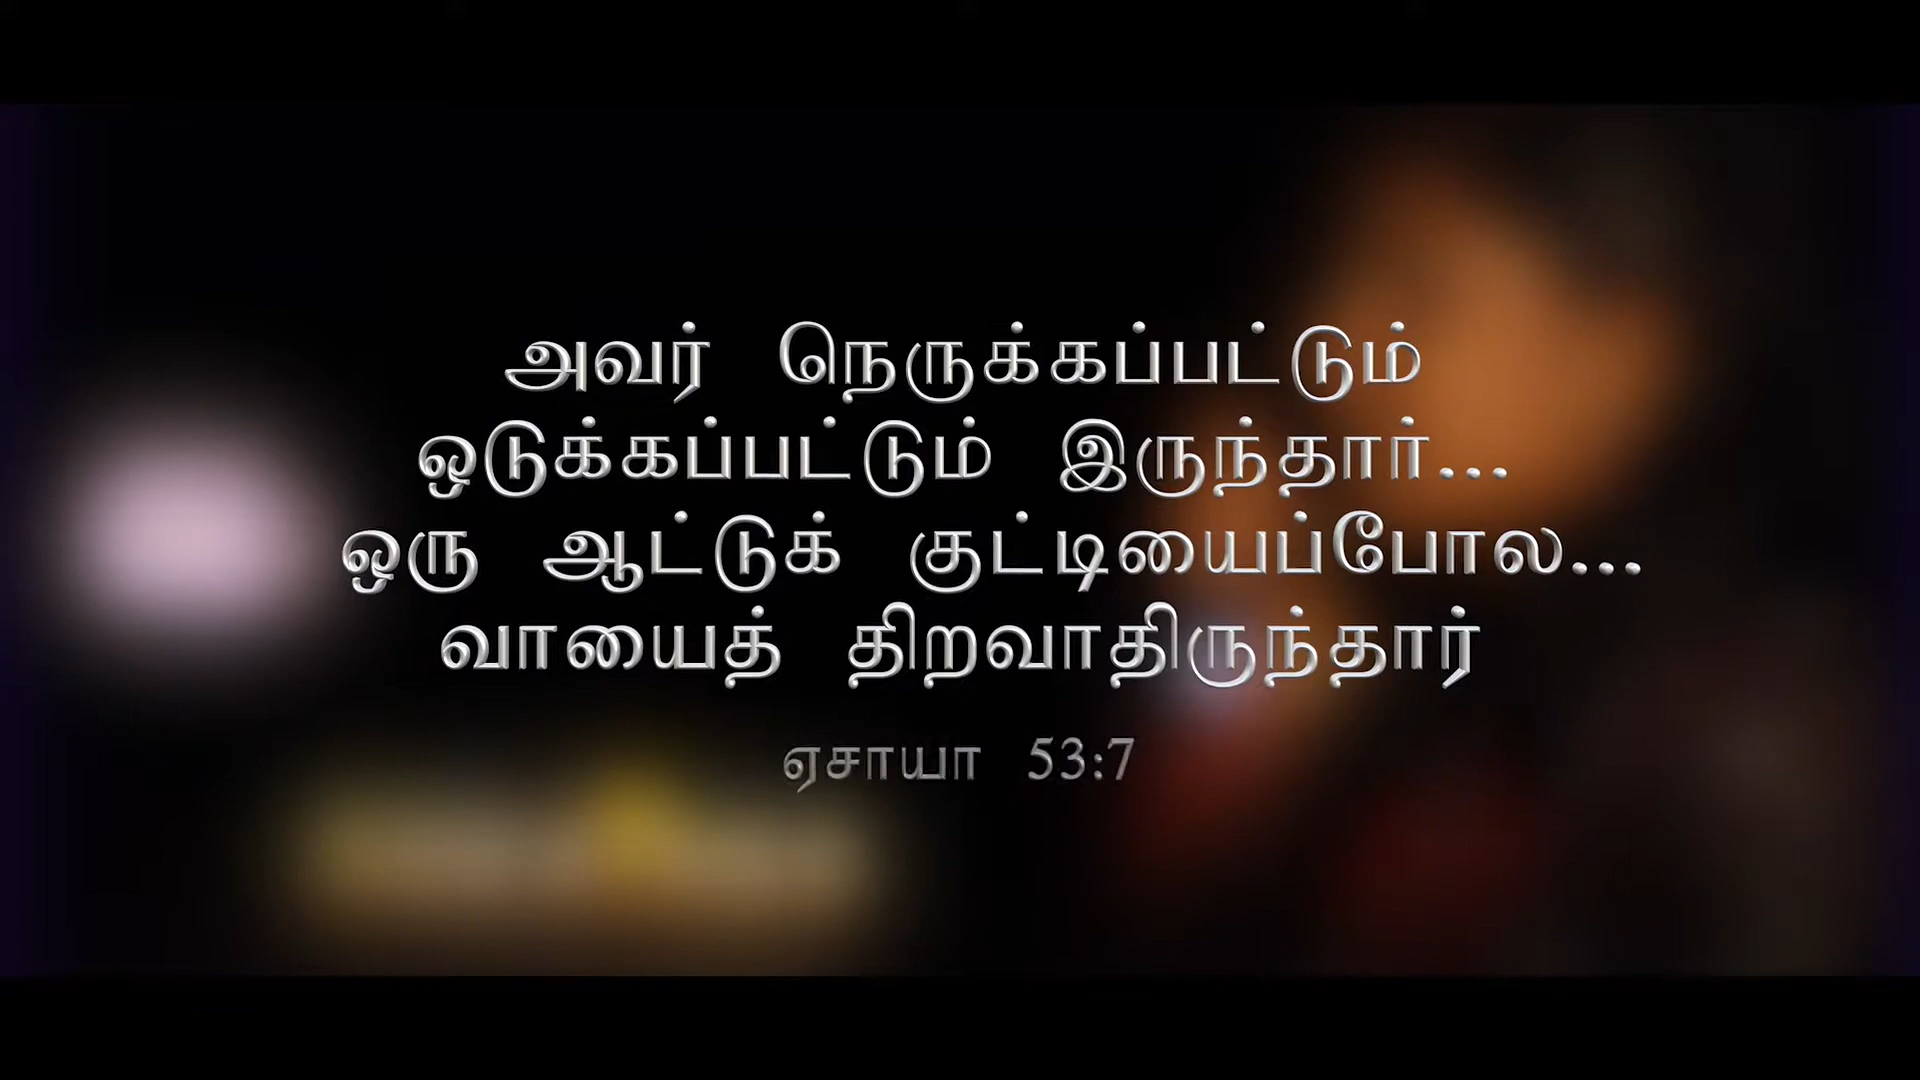 அவர் நெருக்கப்பட்டும்
ஒடுக்கப்பட்டும் இருந்தார்...
ஒரு ஆட்டுக் குட்டியைப்போல...
வாயைத் திறவாதிருந்தார்
ஏசாயா 53:7